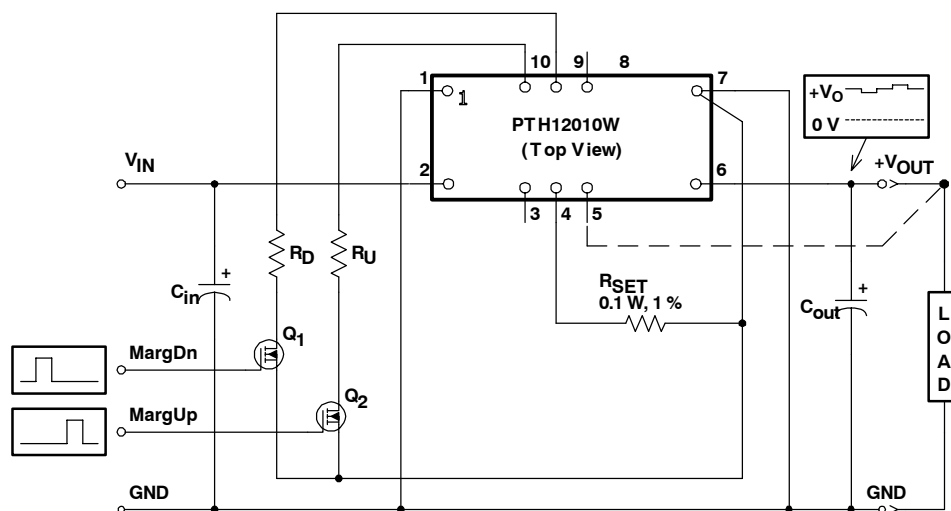 10 9 8
1 7
1
PTH12010W
(Top View)
+VO
0 V
VIN
2 6
+VOUT
3 4 5
RD RU
RSET
0.1 W, 1 %
+
Cin
+
Cout
L
O
A
D
Q1
MargDn
Q2
MargUp
GND GND